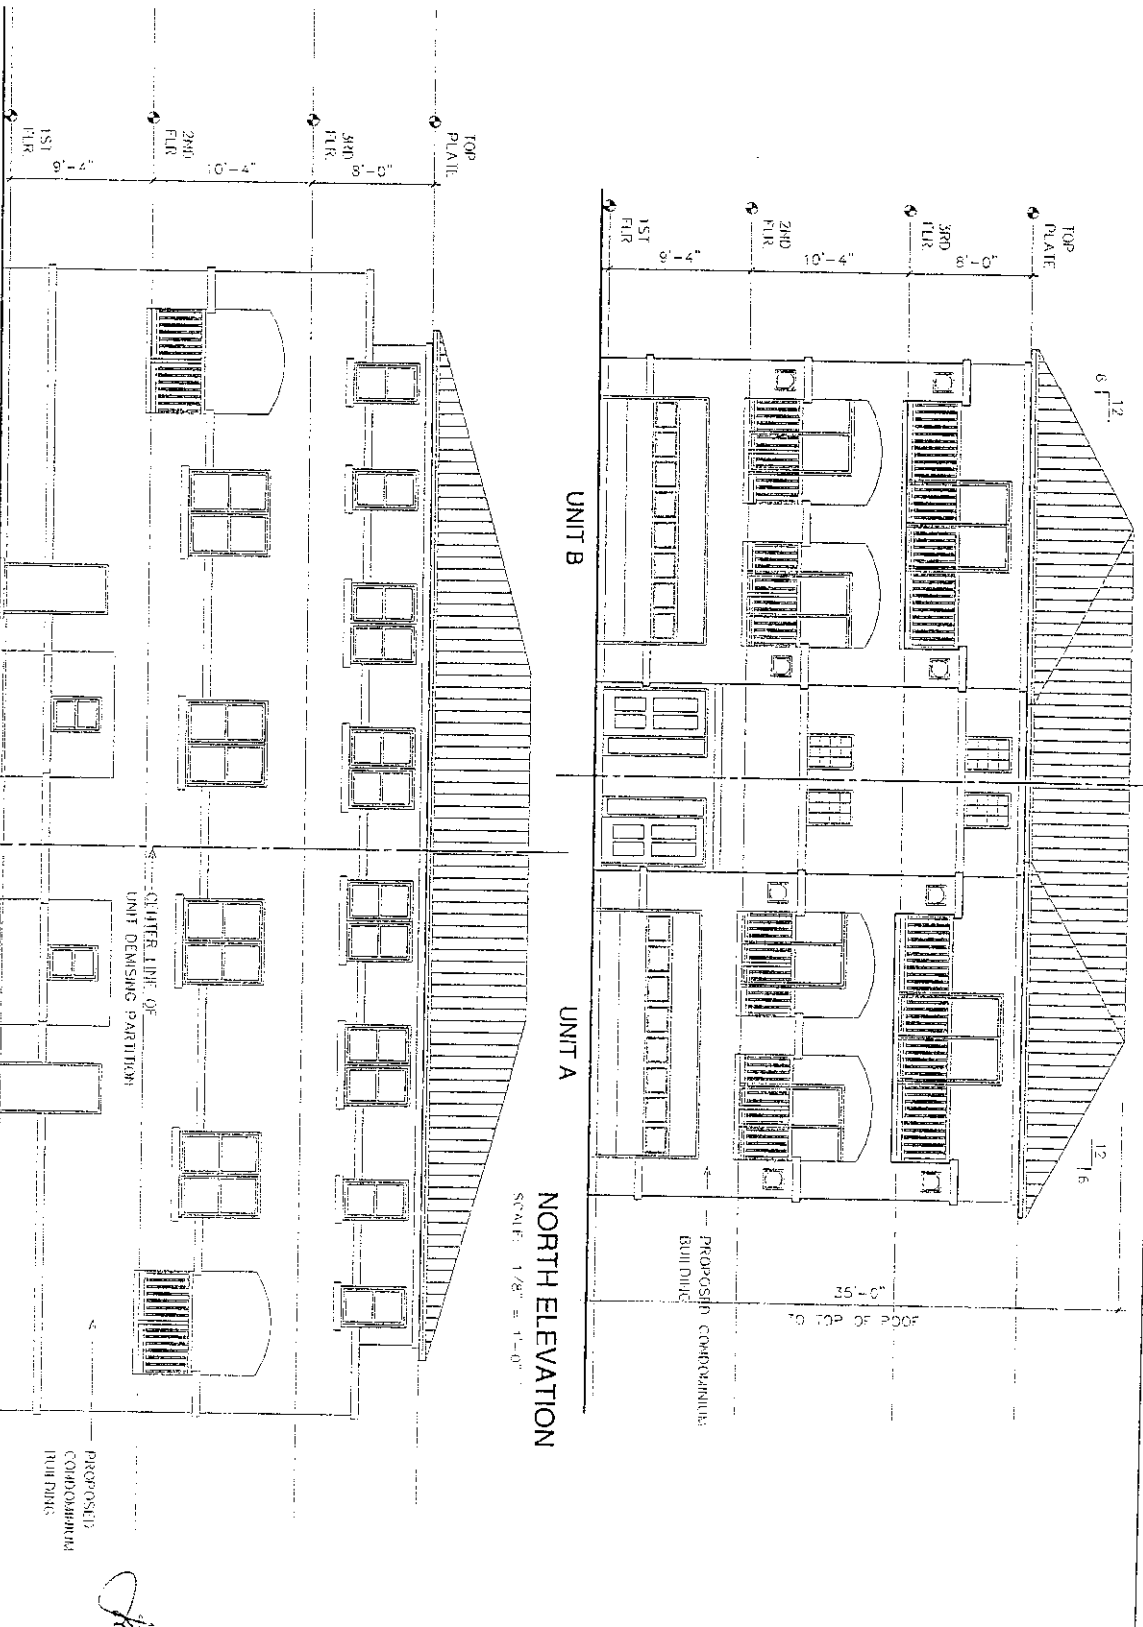 TOP
PLATE
3RD
FLR
2ND
FLR
1ST
FLR
8'-0"
10'-4"
9'-4"
6
12
12
6
35'-0"
TO TOP OF ROOF
PROPOSED CONDOMINIUM
BUILDING
UNIT B
UNIT A
NORTH ELEVATION
SCALE: 1/8" = 1'-0"
TOP
PLATE
3RD
FLR
2ND
FLR
1ST
FLR
8'-0"
10'-4"
9'-4"
CENTER LINE OF
UNIT DEMISING PARTITION
PROPOSED
CONDOMINIUM
BUILDING